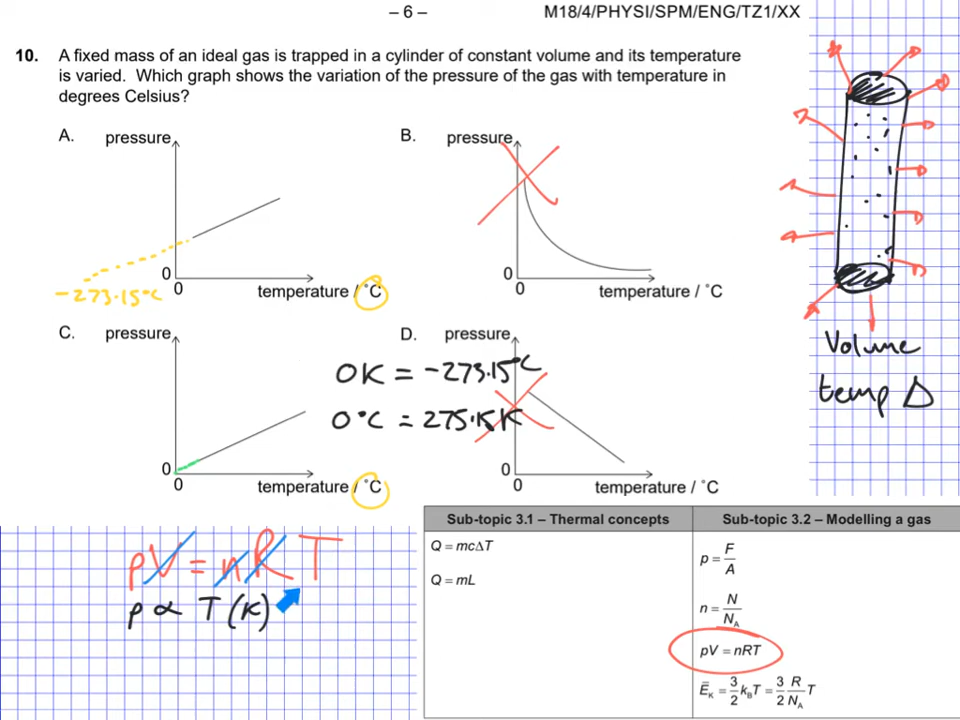 – 6 –
M18/4/PHYSI/SPM/ENG/TZ1/XX
10. A fixed mass of an ideal gas is trapped in a cylinder of constant volume and its temperature
is varied. Which graph shows the variation of the pressure of the gas with temperature in
degrees Celsius?
A. pressure
0
0
temperature / °C
-273.15°C
B. pressure
0
0
temperature / °C
C. pressure
0
0
temperature / °C
D. pressure
0
0
temperature / °C
0K = -273.15°C
0°C = 275.15K
Volume
temp Δ
pV = nRT
p ∝ T (K)
Sub-topic 3.1 – Thermal concepts
Q = mcΔT
Q = mL
Sub-topic 3.2 – Modelling a gas
p = F/A
n = N/N_A
pV = nRT
Ē_K = 3/2 k_B T = 3/2 R/N_A T